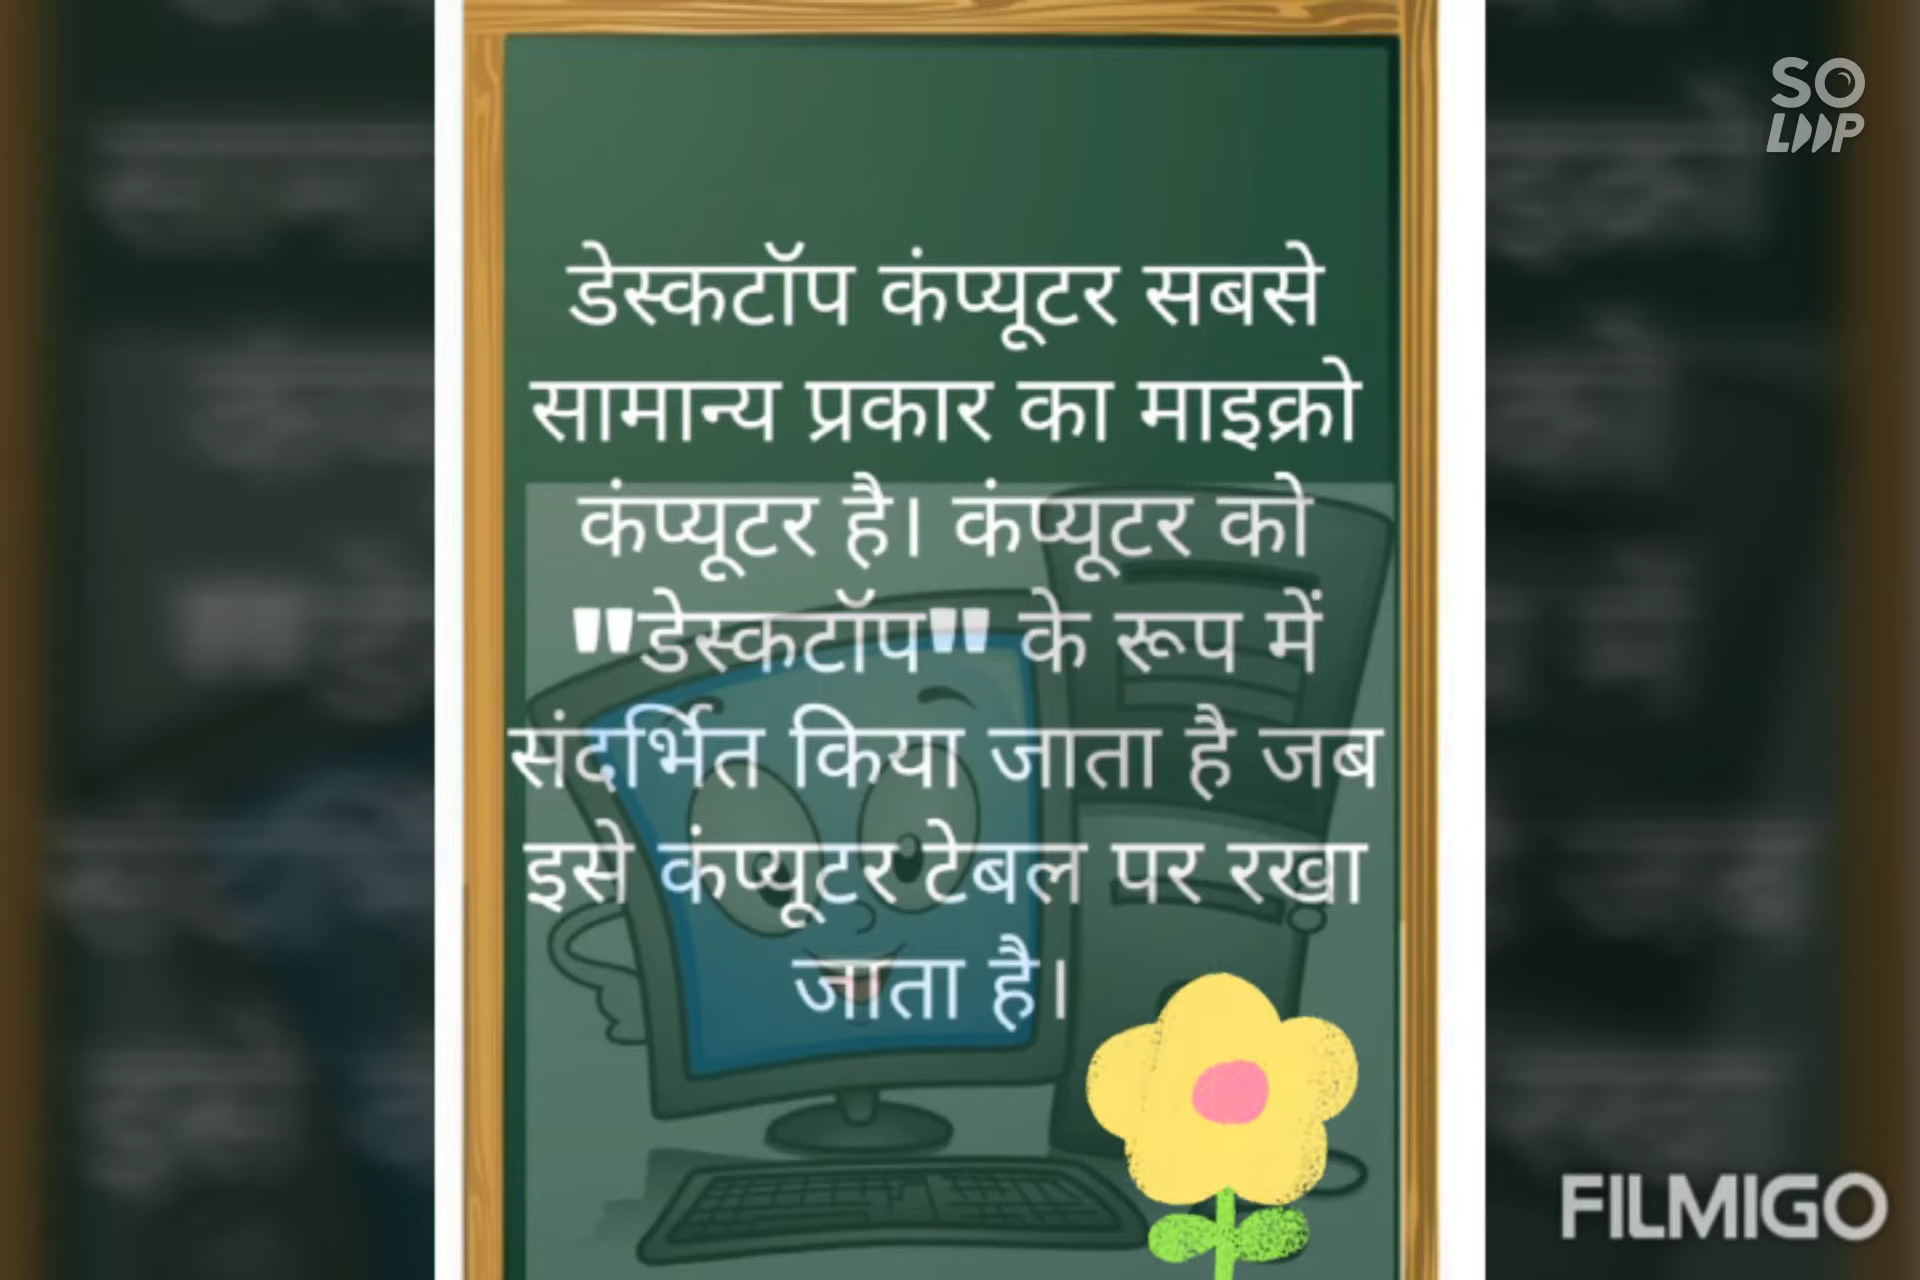 SO
LOOP
डेस्कटॉप कंप्यूटर सबसे
सामान्य प्रकार का माइक्रो
कंप्यूटर है। कंप्यूटर को
"डेस्कटॉप" के रूप में
संदर्भित किया जाता है जब
इसे कंप्यूटर टेबल पर रखा
जाता है।
FILMIGO